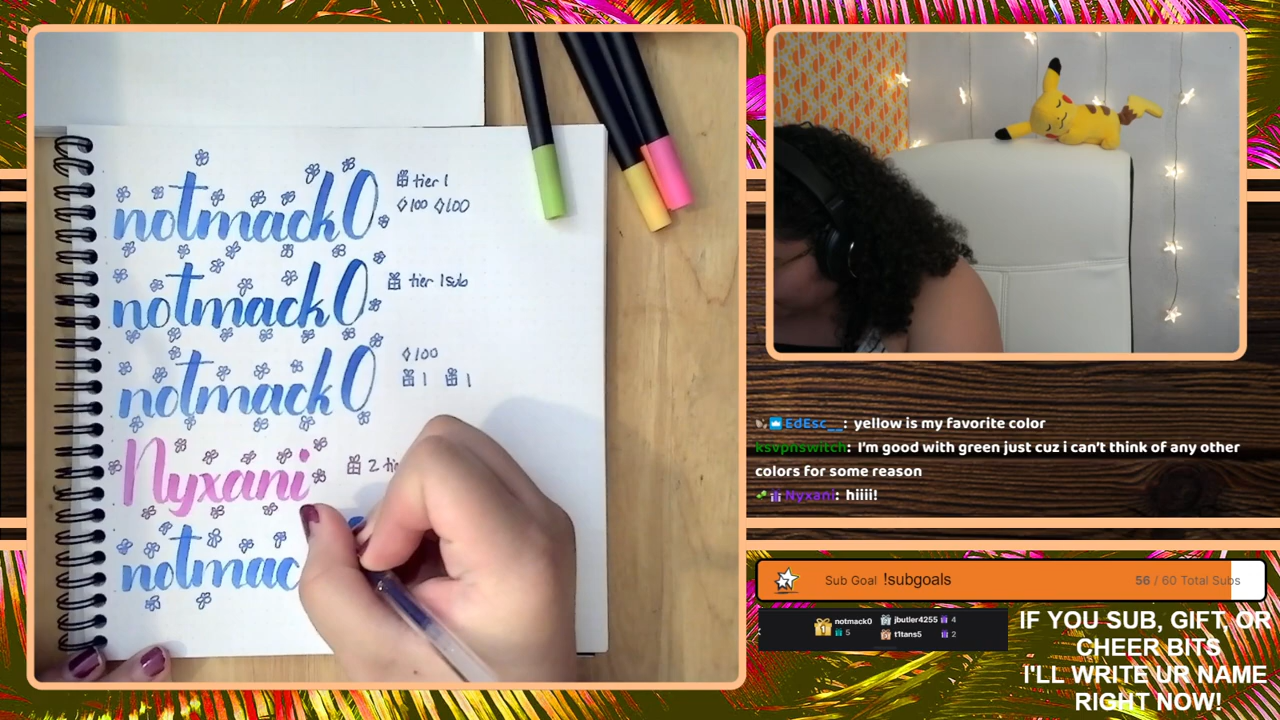 notmack0
tier 1
100 100
notmack0
tier 1 sub
notmack0
100
1 1
Nyxani
2
notmac
EdEsc__: yellow is my favorite color
ksvpnswitch: I'm good with green just cuz i can't think of any other
colors for some reason
Nyxani: hiiii!
Sub Goal !subgoals 56 / 60 Total Subs
1 notmack0 5
jbutler4255 4
t1tans5 2
IF YOU SUB, GIFT, OR
CHEER BITS
I'LL WRITE UR NAME
RIGHT NOW!